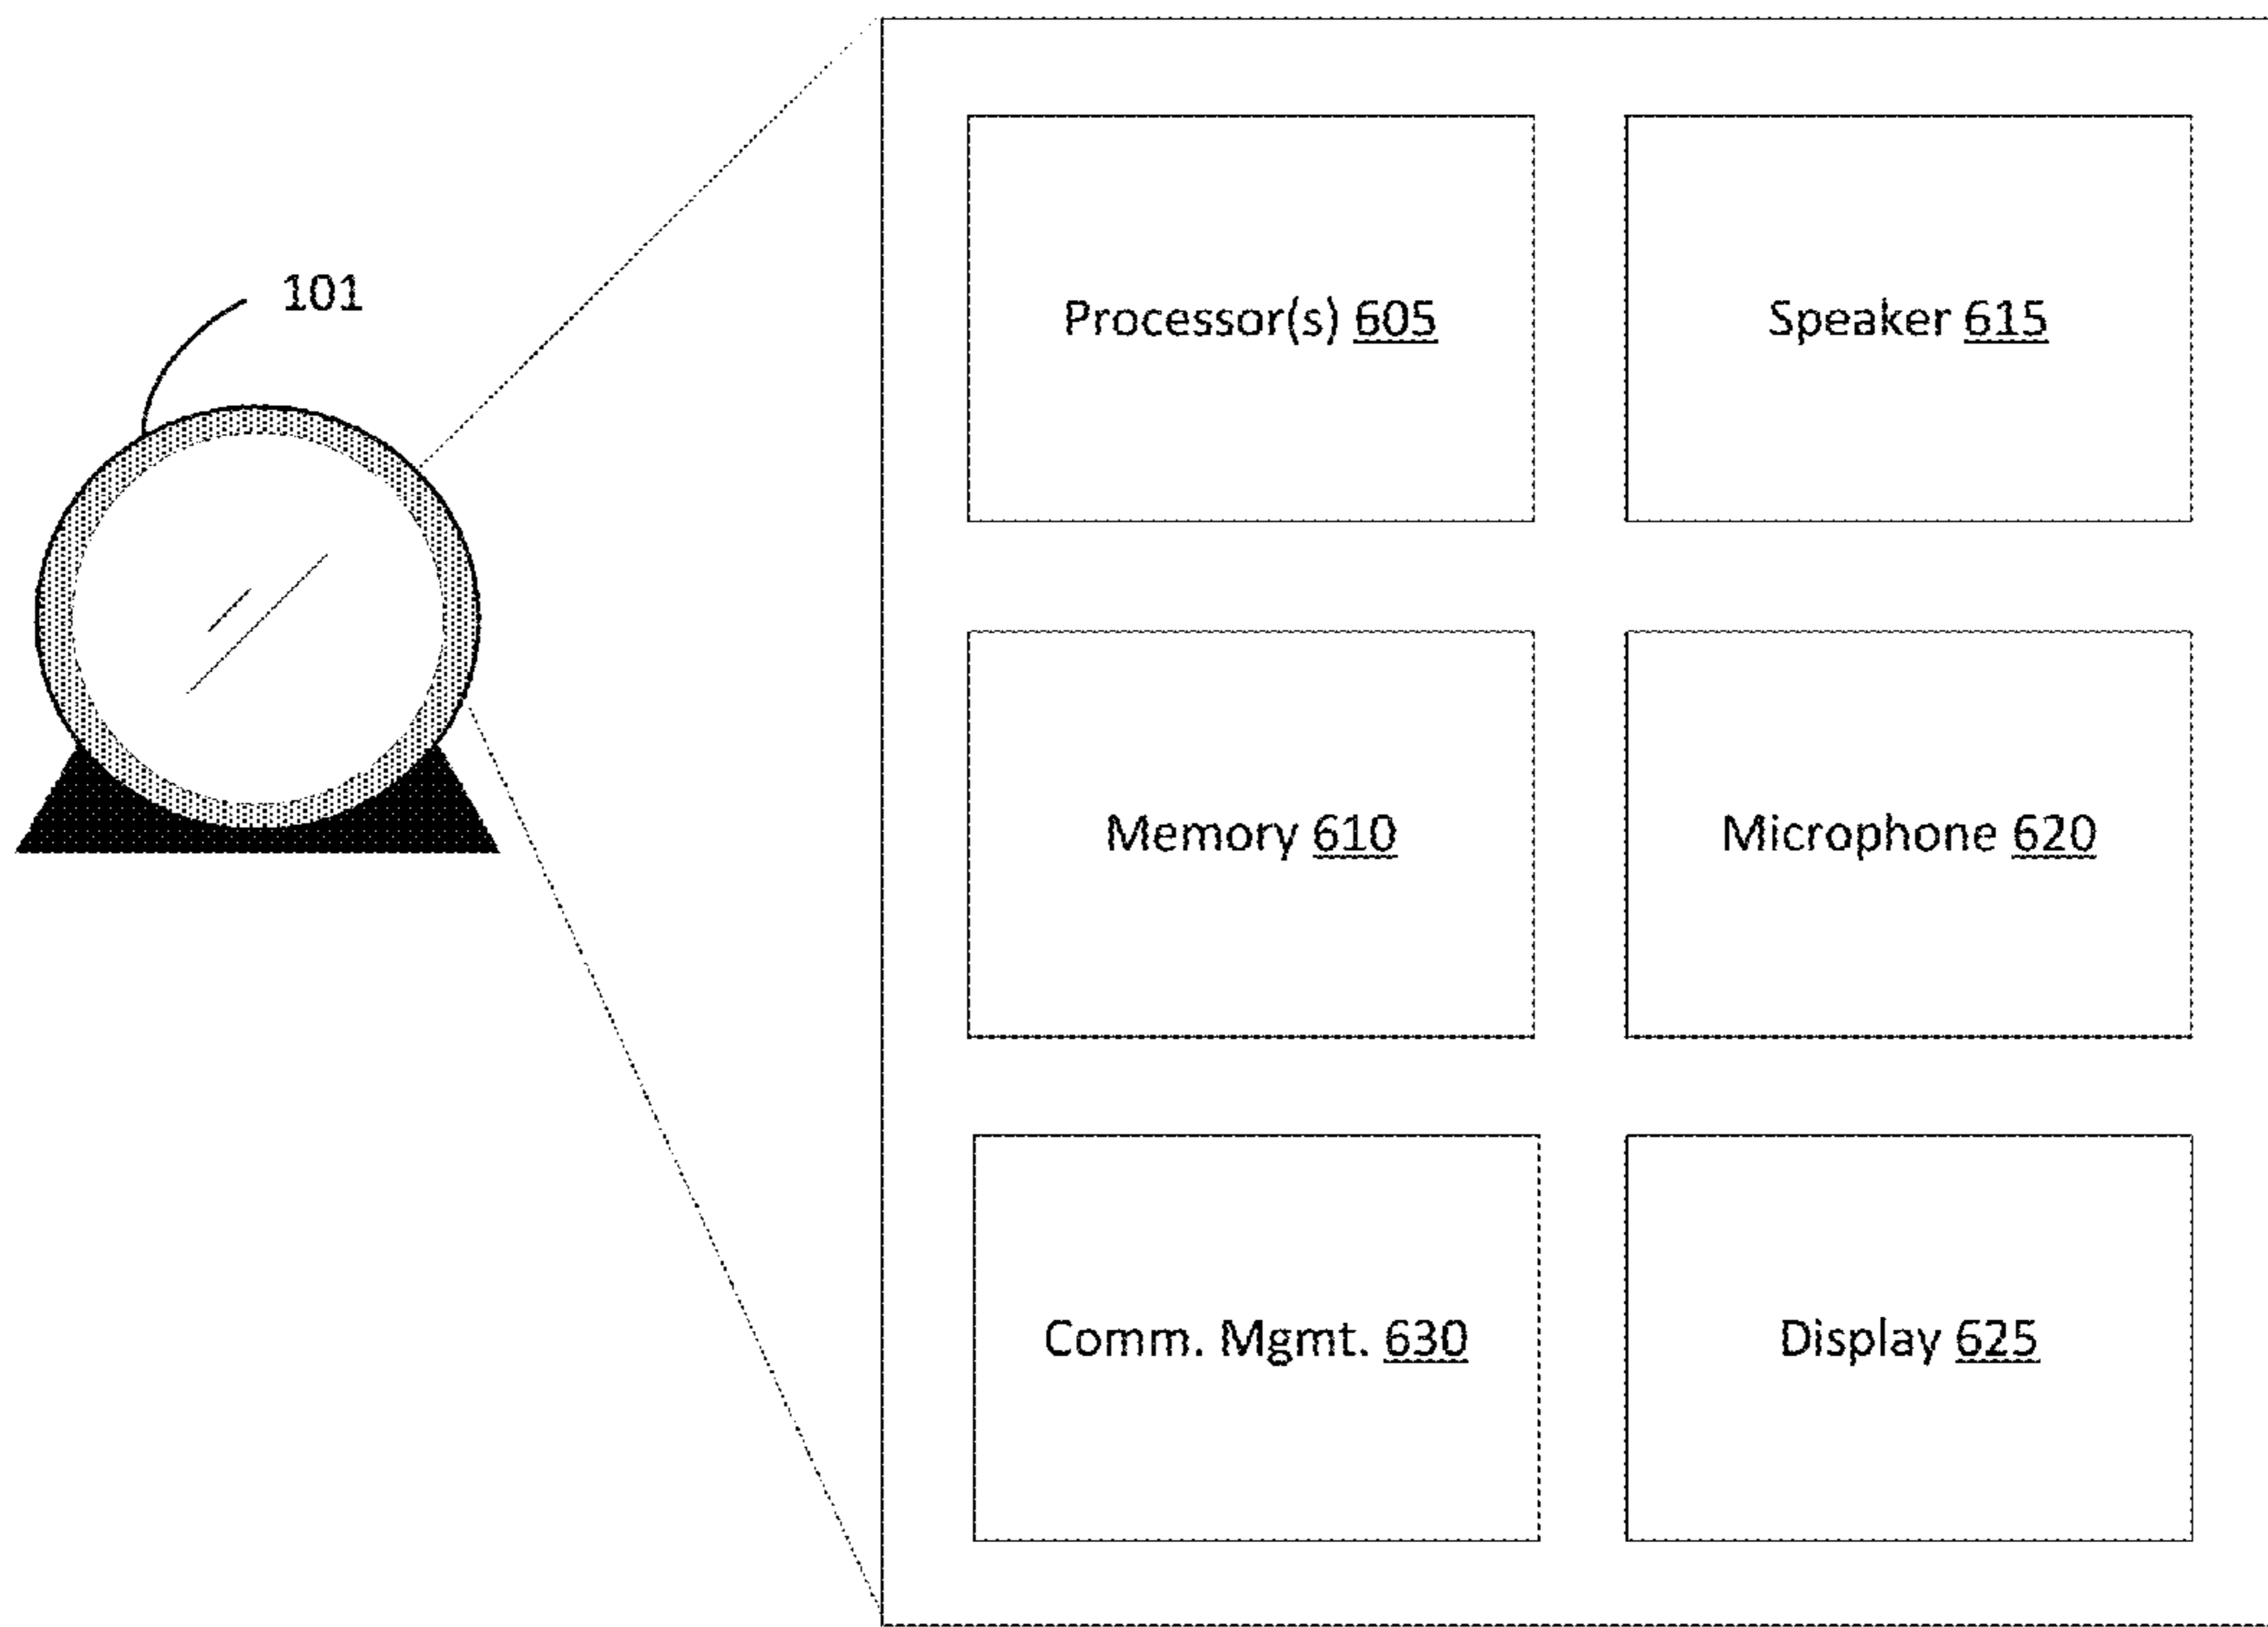 101
Processor(s) 605
Speaker 615
Memory 610
Microphone 620
Comm. Mgmt. 630
Display 625